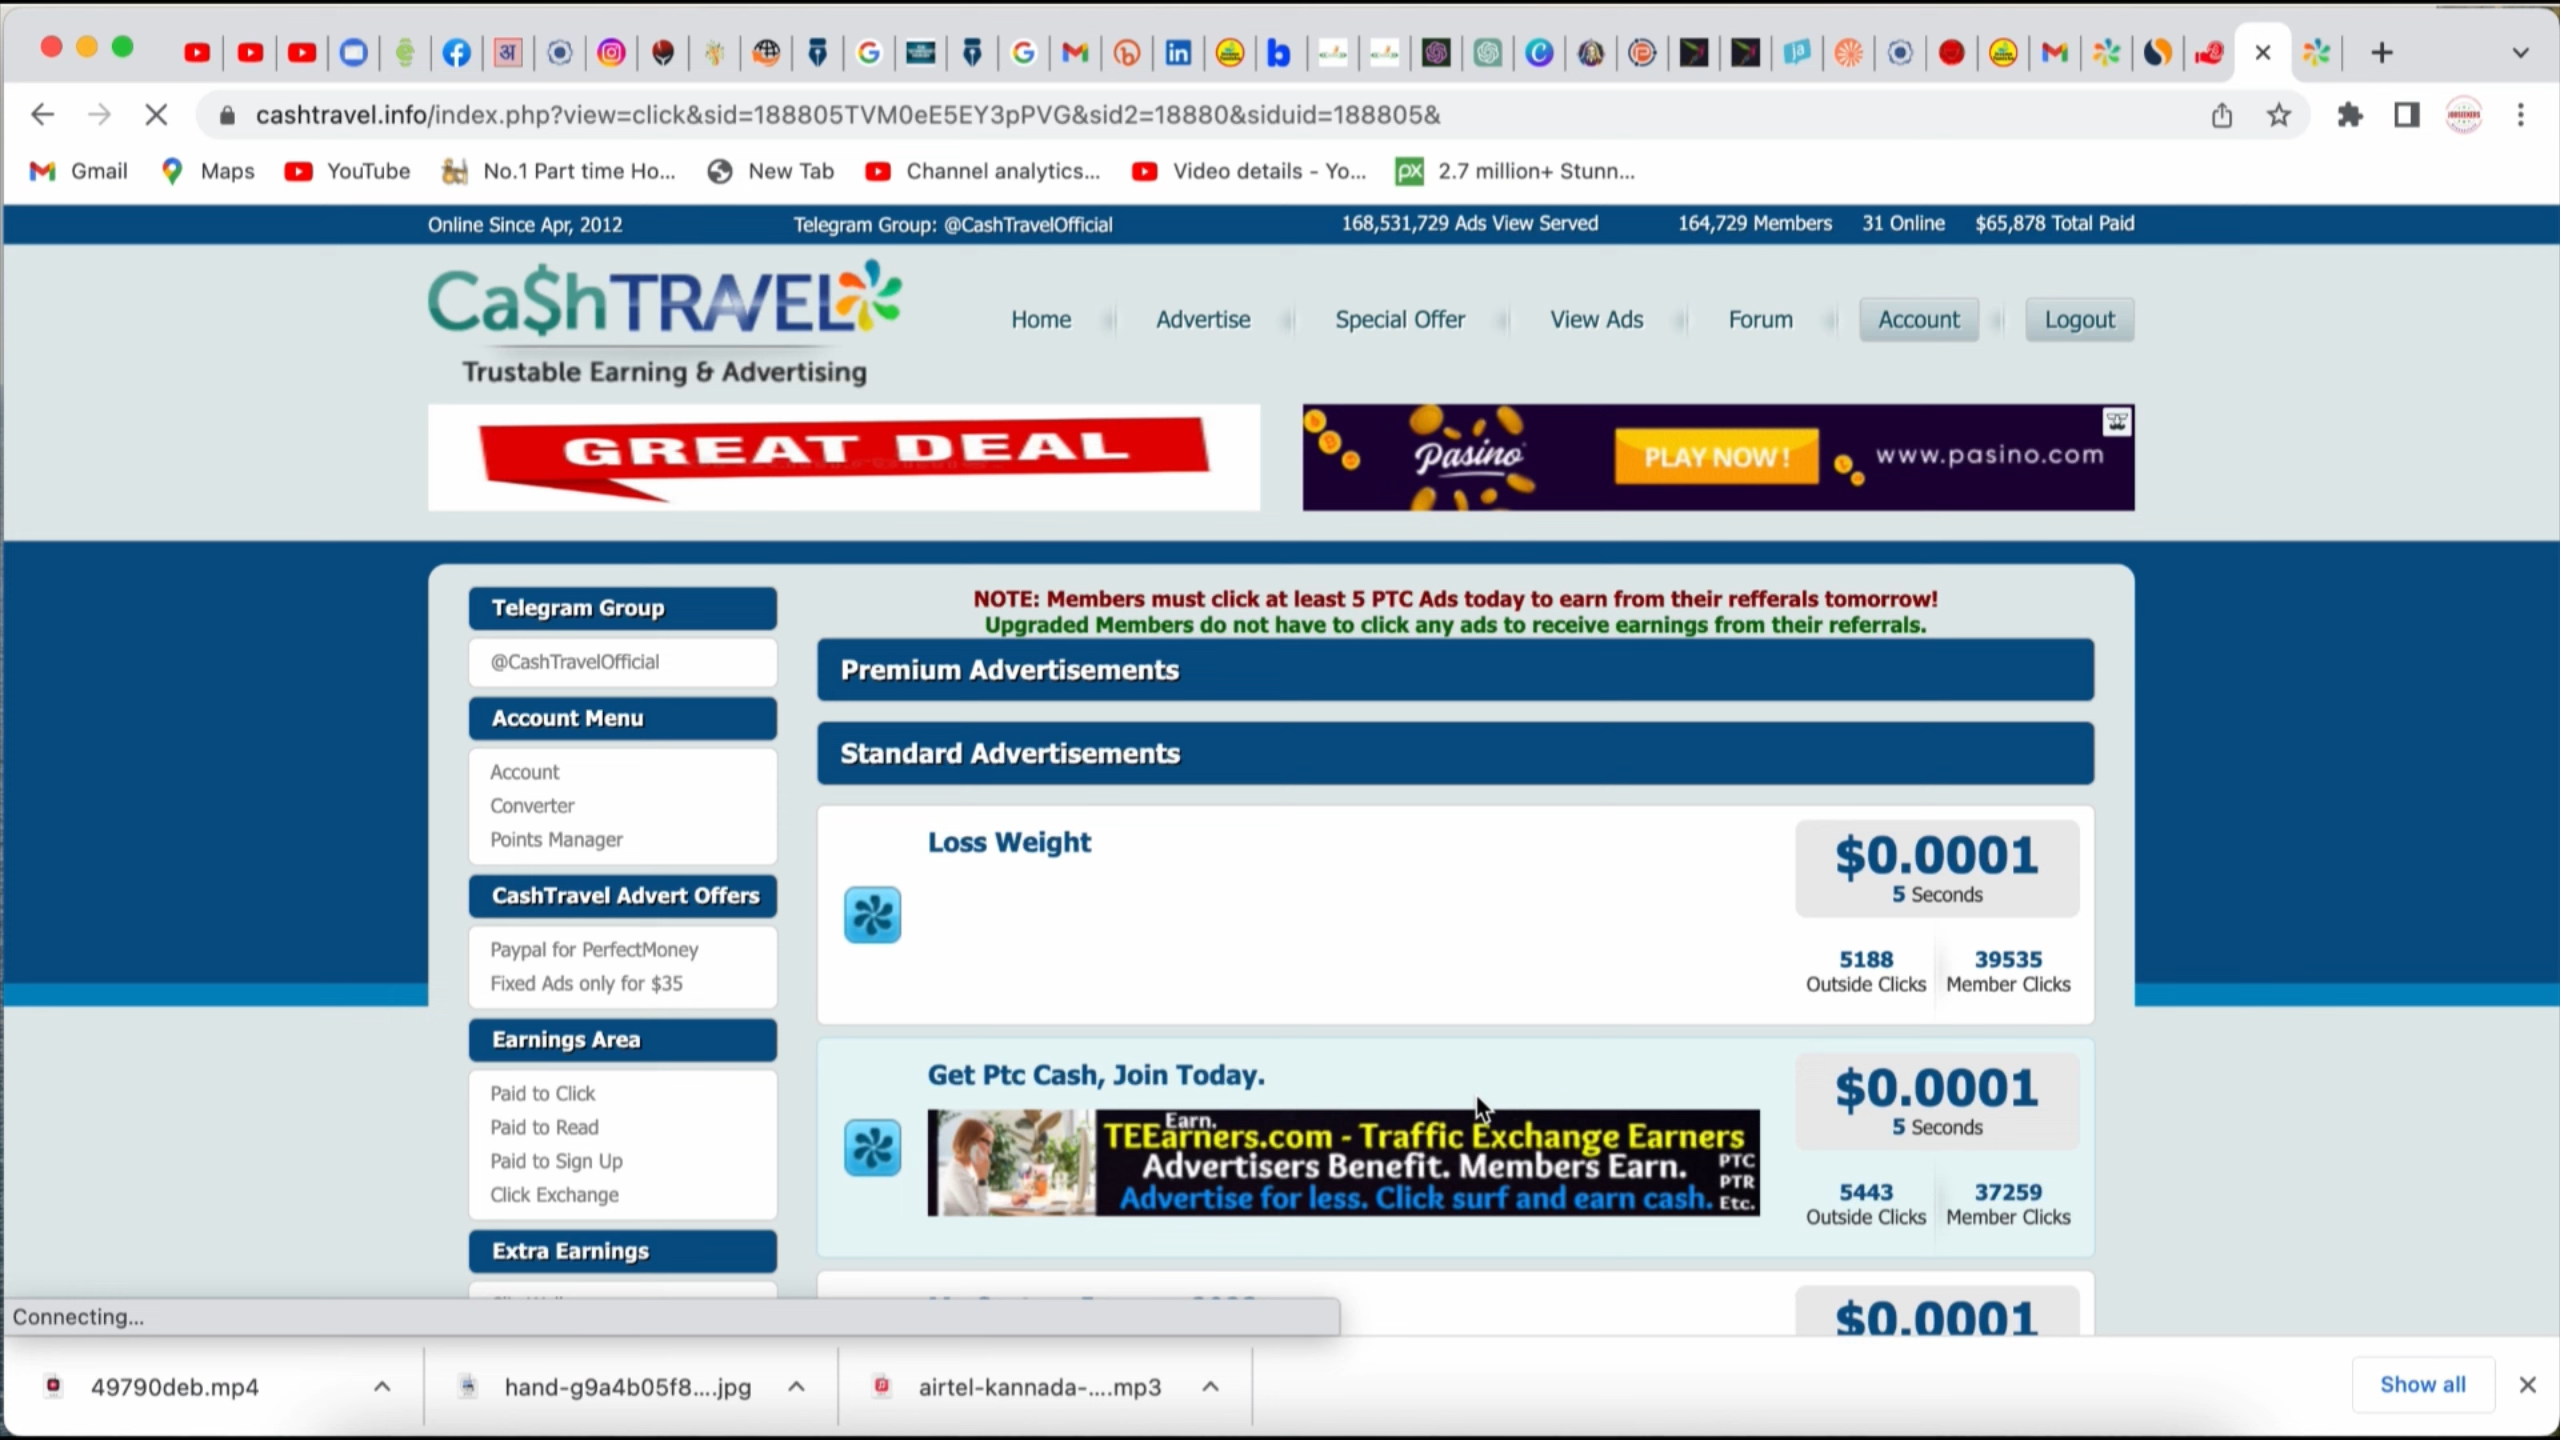 cashtravel.info/index.php?view=click&sid=188805TVM0eE5EY3pPVG&sid2=18880&siduid=188805&
Gmail
Maps
YouTube
No.1 Part time Ho...
New Tab
Channel analytics...
Video details - Yo...
px
2.7 million+ Stunn...
Online Since Apr, 2012
Telegram Group: @CashTravelOfficial
168,531,729 Ads View Served
164,729 Members
31 Online
$65,878 Total Paid
Ca$hTRAVEL
Trustable Earning & Advertising
Home
Advertise
Special Offer
View Ads
Forum
Account
Logout
GREAT DEAL
Pasino
PLAY NOW!
www.pasino.com
Telegram Group
@CashTravelOfficial
Account Menu
Account
Converter
Points Manager
CashTravel Advert Offers
Paypal for PerfectMoney
Fixed Ads only for $35
Earnings Area
Paid to Click
Paid to Read
Paid to Sign Up
Click Exchange
Extra Earnings
NOTE: Members must click at least 5 PTC Ads today to earn from their refferals tomorrow!
Upgraded Members do not have to click any ads to receive earnings from their referrals.
Premium Advertisements
Standard Advertisements
Loss Weight
$0.0001
5 Seconds
5188
Outside Clicks
39535
Member Clicks
Get Ptc Cash, Join Today.
Earn.
TEEarners.com - Traffic Exchange Earners
Advertisers Benefit. Members Earn.
Advertise for less. Click surf and earn cash.
PTC
PTR
Etc.
$0.0001
5 Seconds
5443
Outside Clicks
37259
Member Clicks
$0.0001
Connecting...
49790deb.mp4
hand-g9a4b05f8....jpg
airtel-kannada-....mp3
Show all